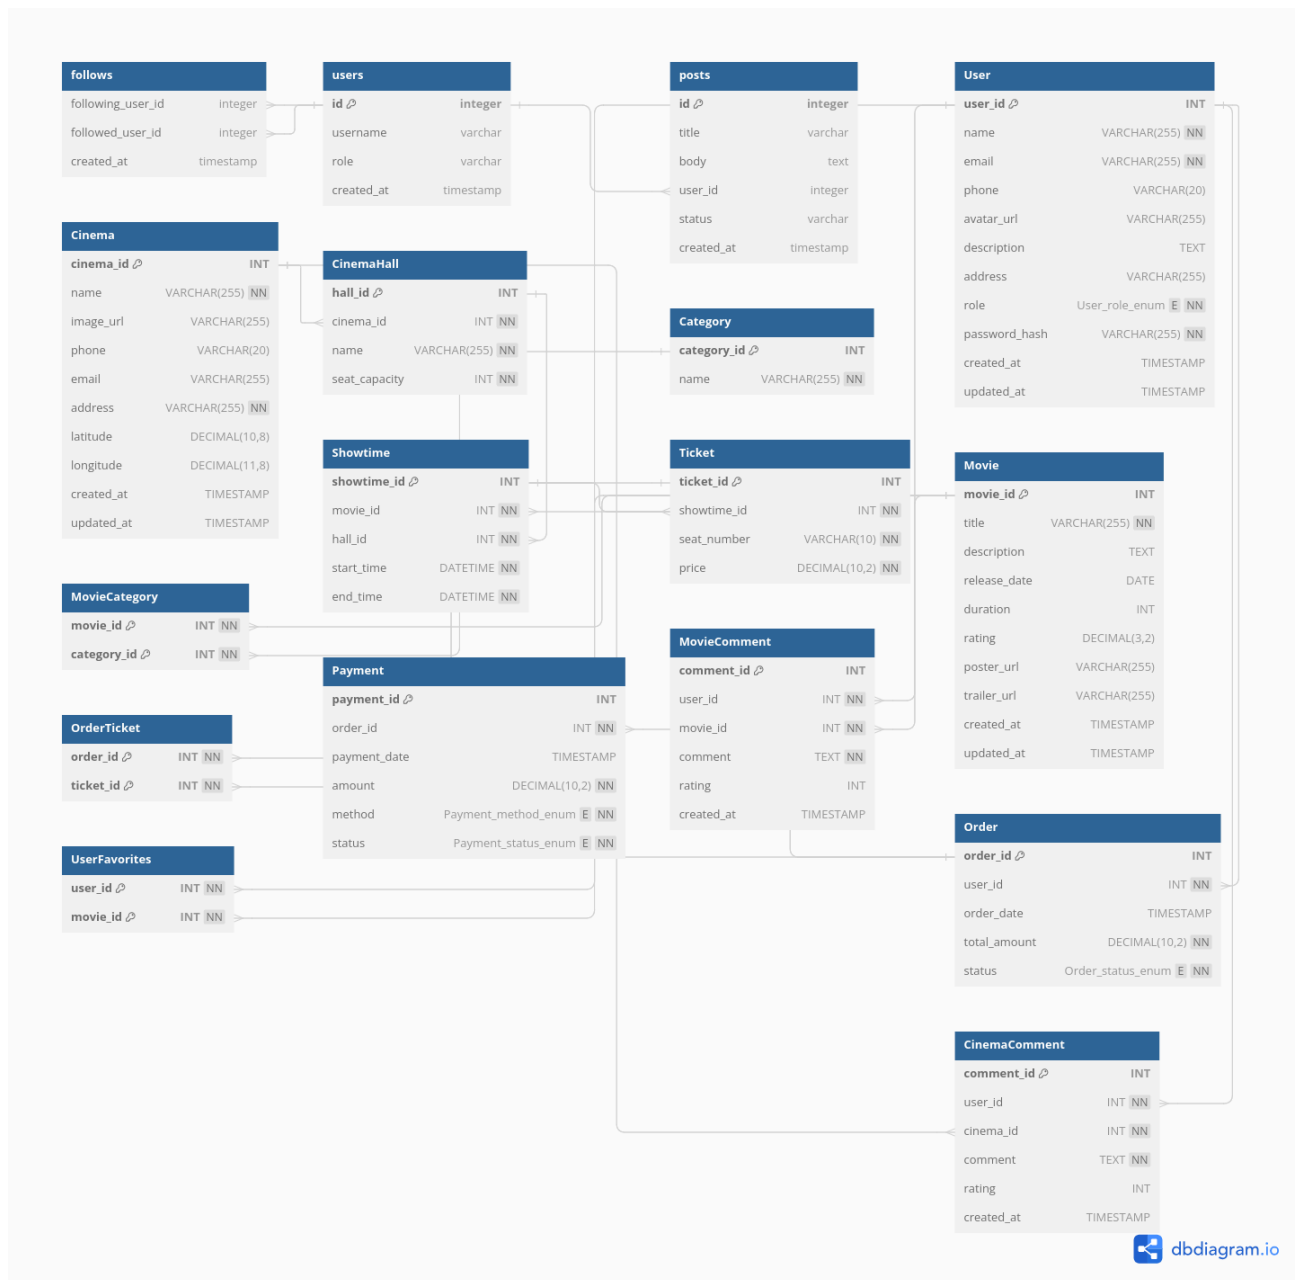 follows
following_user_id integer
followed_user_id integer
created_at timestamp
users
id integer
username varchar
role varchar
created_at timestamp
posts
id integer
title varchar
body text
user_id integer
status varchar
created_at timestamp
User
user_id INT
name VARCHAR(255) NN
email VARCHAR(255) NN
phone VARCHAR(20)
avatar_url VARCHAR(255)
description TEXT
address VARCHAR(255)
role User_role_enum E NN
password_hash VARCHAR(255) NN
created_at TIMESTAMP
updated_at TIMESTAMP
Cinema
cinema_id INT
name VARCHAR(255) NN
image_url VARCHAR(255)
phone VARCHAR(20)
email VARCHAR(255)
address VARCHAR(255) NN
latitude DECIMAL(10,8)
longitude DECIMAL(11,8)
created_at TIMESTAMP
updated_at TIMESTAMP
CinemaHall
hall_id INT
cinema_id INT NN
name VARCHAR(255) NN
seat_capacity INT NN
Category
category_id INT
name VARCHAR(255) NN
Showtime
showtime_id INT
movie_id INT NN
hall_id INT NN
start_time DATETIME NN
end_time DATETIME NN
Ticket
ticket_id INT
showtime_id INT NN
seat_number VARCHAR(10) NN
price DECIMAL(10,2) NN
Movie
movie_id INT
title VARCHAR(255) NN
description TEXT
release_date DATE
duration INT
rating DECIMAL(3,2)
poster_url VARCHAR(255)
trailer_url VARCHAR(255)
created_at TIMESTAMP
updated_at TIMESTAMP
MovieCategory
movie_id INT NN
category_id INT NN
Payment
payment_id INT
order_id INT NN
payment_date TIMESTAMP
amount DECIMAL(10,2) NN
method Payment_method_enum E NN
status Payment_status_enum E NN
MovieComment
comment_id INT
user_id INT NN
movie_id INT NN
comment TEXT NN
rating INT
created_at TIMESTAMP
OrderTicket
order_id INT NN
ticket_id INT NN
UserFavorites
user_id INT NN
movie_id INT NN
Order
order_id INT
user_id INT NN
order_date TIMESTAMP
total_amount DECIMAL(10,2) NN
status Order_status_enum E NN
CinemaComment
comment_id INT
user_id INT NN
cinema_id INT NN
comment TEXT NN
rating INT
created_at TIMESTAMP
dbdiagram.io